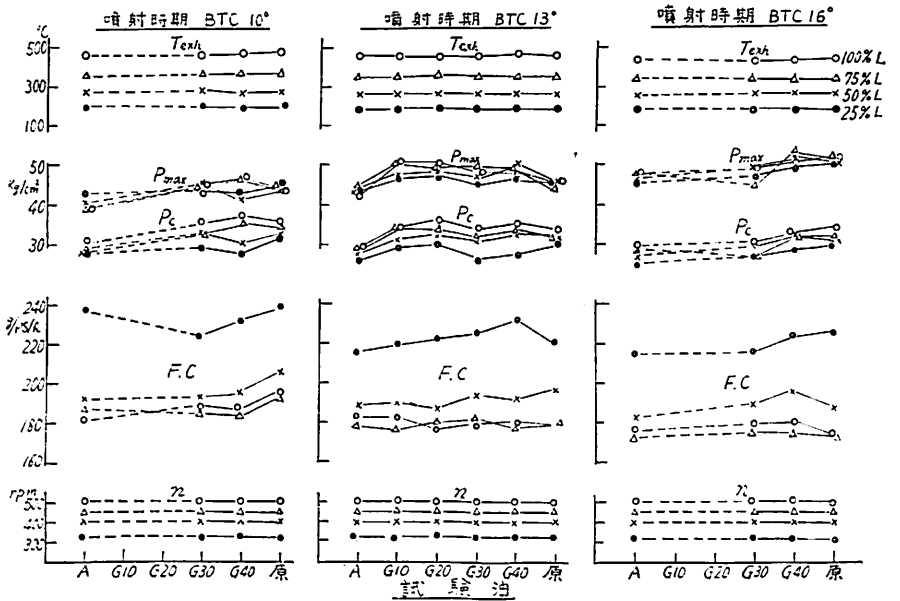 噴射時期 BTC 10°
噴射時期 BTC 13°
噴射時期 BTC 16°
°C
500
300
100
Texh
Texh
Texh
100% L
75% L
50% L
25% L
50
Kg/cm²
40
30
Pmax
Pmax
Pmax
Pc
Pc
Pc
240
220
200
180
160
F.C
F.C
F.C
rpm
500
400
300
n
n
n
A G10 G20 G30 G40 原
A G10 G20 G30 G40 原
A G10 G20 G30 G40 原
試験油